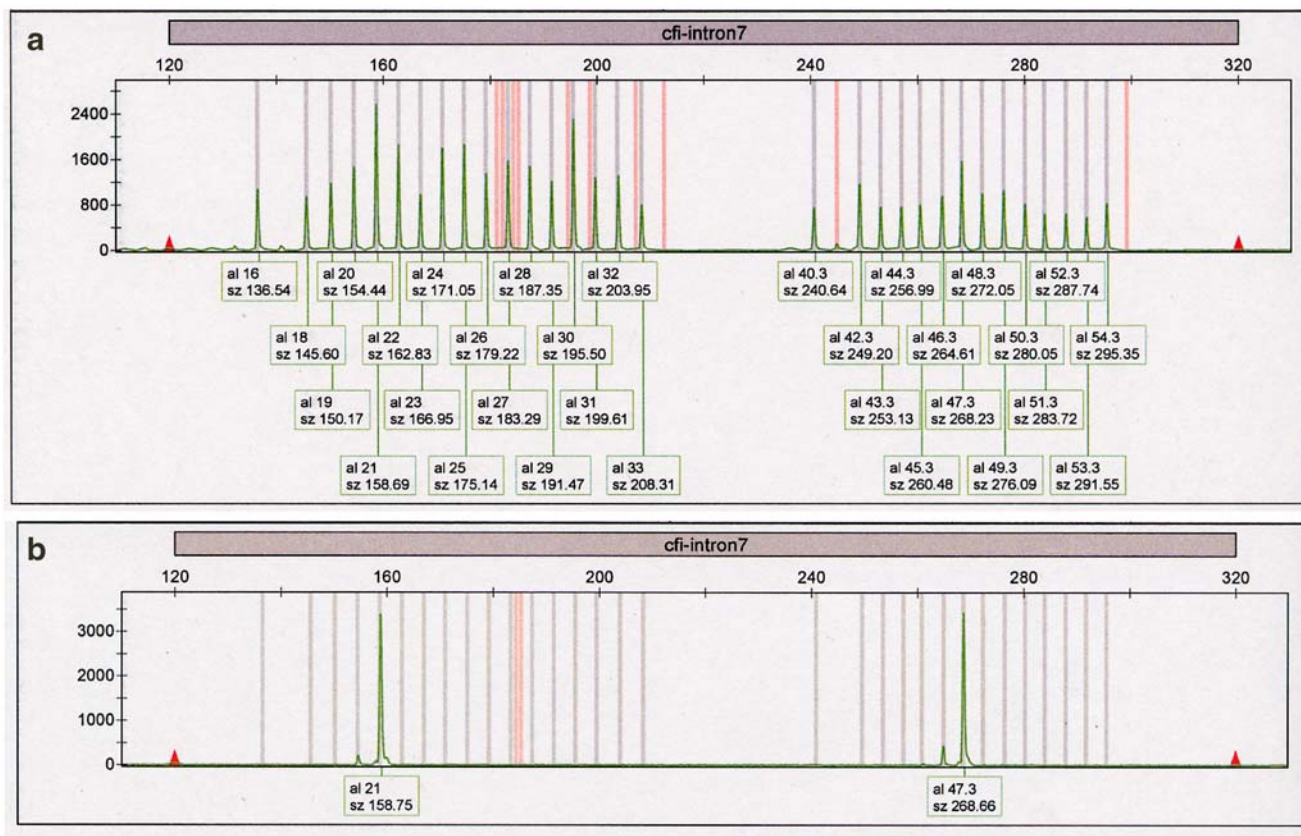 a
cfi-intron7
120 160 200 240 280 320
2400
1600
800
0
al 16 al 20 al 24 al 28 al 32 al 40.3 al 44.3 al 48.3 al 52.3
sz 136.54 sz 154.44 sz 171.05 sz 187.35 sz 203.95 sz 240.64 sz 256.99 sz 272.05 sz 287.74
al 18 al 22 al 26 al 30 al 42.3 al 46.3 al 50.3 al 54.3
sz 145.60 sz 162.83 sz 179.22 sz 195.50 sz 249.20 sz 264.61 sz 280.05 sz 295.35
al 19 al 23 al 27 al 31 al 43.3 al 47.3 al 51.3
sz 150.17 sz 166.95 sz 183.29 sz 199.61 sz 253.13 sz 268.23 sz 283.72
al 21 al 25 al 29 al 33 al 45.3 al 49.3 al 53.3
sz 158.69 sz 175.14 sz 191.47 sz 208.31 sz 260.48 sz 276.09 sz 291.55
b
cfi-intron7
120 160 200 240 280 320
3000
2000
1000
0
al 21 al 47.3
sz 158.75 sz 268.66